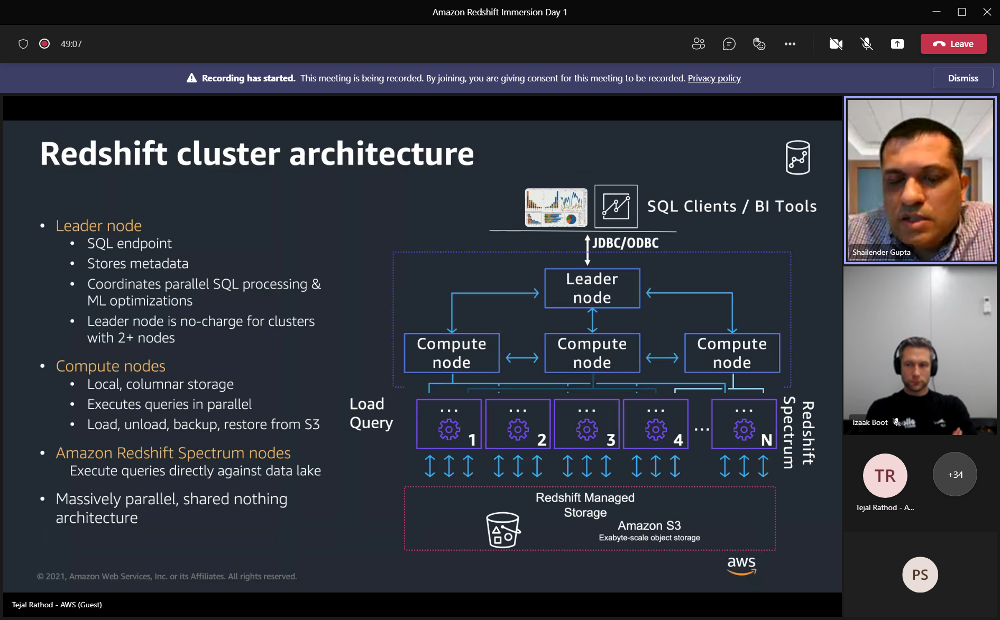 Amazon Redshift Immersion Day 1
49:07
Leave
Recording has started. This meeting is being recorded. By joining, you are giving consent for this meeting to be recorded. Privacy policy
Dismiss
Redshift cluster architecture
• Leader node
• SQL endpoint
• Stores metadata
• Coordinates parallel SQL processing &
ML optimizations
• Leader node is no-charge for clusters
with 2+ nodes
• Compute nodes
• Local, columnar storage
• Executes queries in parallel
• Load, unload, backup, restore from S3
• Amazon Redshift Spectrum nodes
Execute queries directly against data lake
• Massively parallel, shared nothing
architecture
SQL Clients / BI Tools
JDBC/ODBC
Leader
node
Compute
node
Compute
node
Compute
node
Load
Query
... 
1
...
2
...
3
...
4
...
...
N
Redshift
Spectrum
Redshift Managed
Storage
Amazon S3
Exabyte-scale object storage
aws
© 2021, Amazon Web Services, Inc. or its Affiliates. All rights reserved.
Tejal Rathod - AWS (Guest)
Shailender Gupta
Izaak Boot
TR
Tejal Rathod - A...
+34
PS